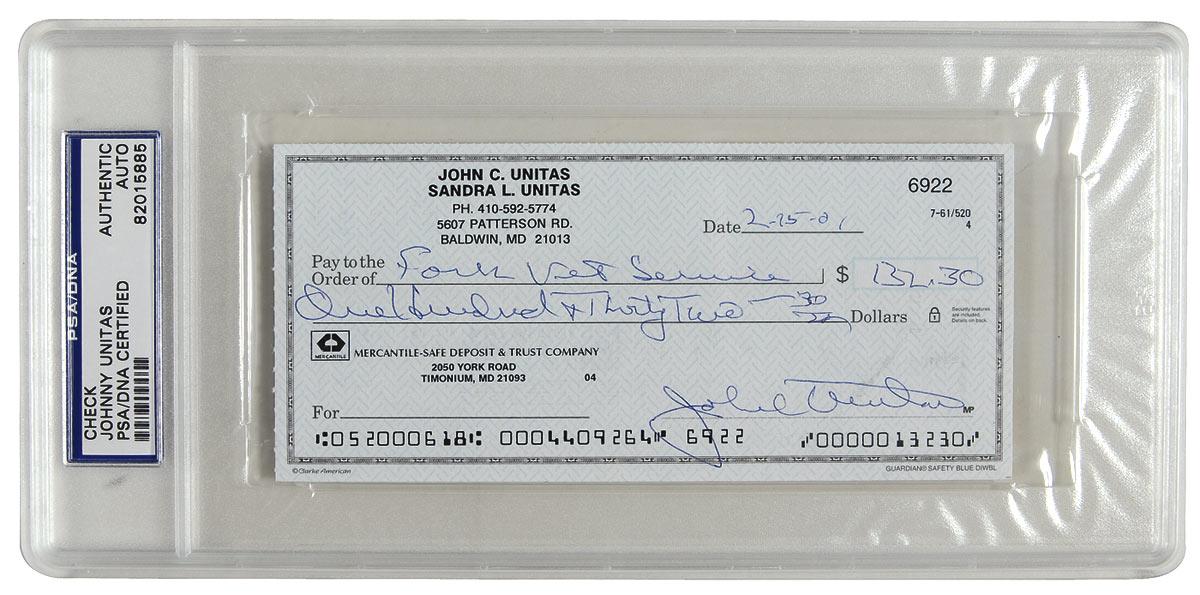 PSA/DNA
CHECK
JOHNNY UNITAS
PSA/DNA CERTIFIED
AUTHENTIC
AUTO
82015885
JOHN C. UNITAS
SANDRA L. UNITAS
PH. 410-592-5774
5607 PATTERSON RD.
BALDWIN, MD 21013
6922
7-61/520
4
Date 2-25-01
Pay to the
Order of Fork Vet Service $ 132.30
One Hundred & Thirty Two — 30/00 Dollars
Security features
are included.
Details on back.
MERCANTILE
MERCANTILE-SAFE DEPOSIT & TRUST COMPANY
2050 YORK ROAD
TIMONIUM, MD 21093 04
For
John Unitas
MP
⑆052000618⑆ 0004409264⑈ 6922 ⑈0000013230⑈
©Clarke American
GUARDIAN® SAFETY BLUE DIWBL